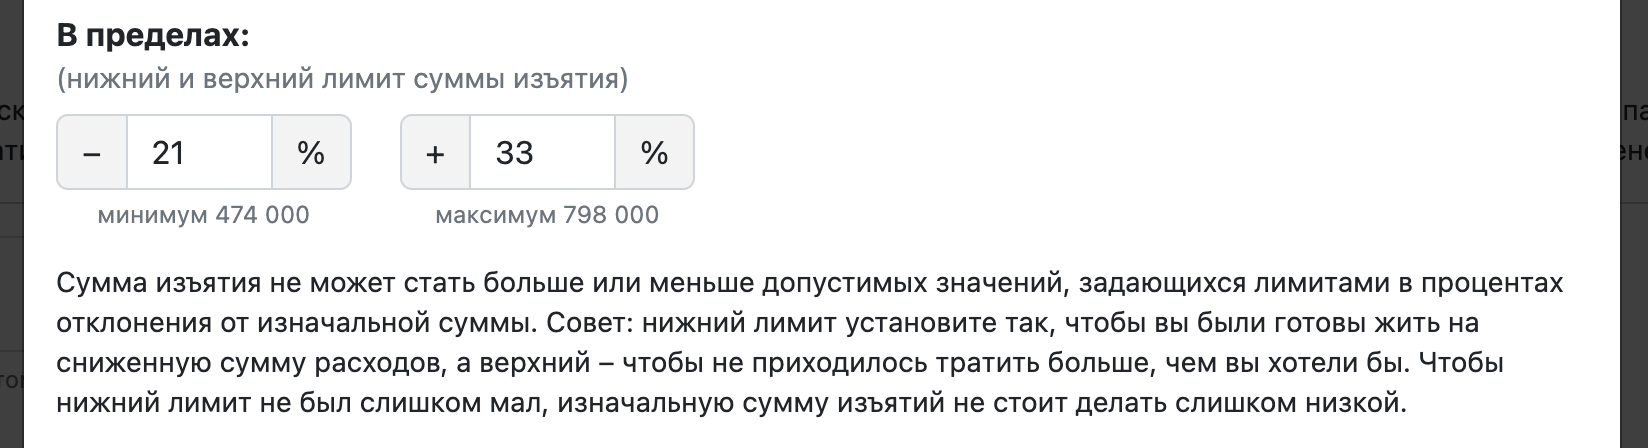 В пределах:
(нижний и верхний лимит суммы изъятия)
– 21 % + 33 %
минимум 474 000 максимум 798 000
Сумма изъятия не может стать больше или меньше допустимых значений, задающихся лимитами в процентах
отклонения от изначальной суммы. Совет: нижний лимит установите так, чтобы вы были готовы жить на
сниженную сумму расходов, а верхний – чтобы не приходилось тратить больше, чем вы хотели бы. Чтобы
нижний лимит не был слишком мал, изначальную сумму изъятий не стоит делать слишком низкой.